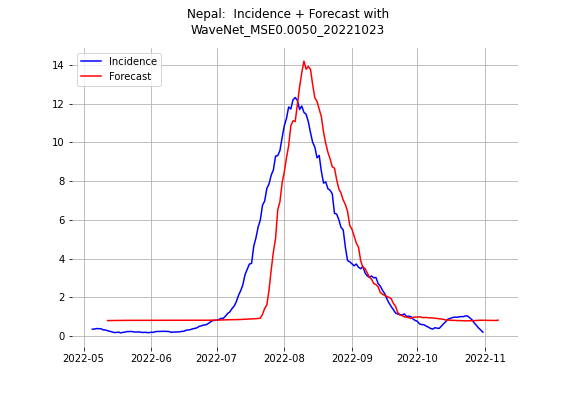 Nepal:  Incidence + Forecast with
WaveNet_MSE0.0050_20221023
Incidence
Forecast
14
12
10
8
6
4
2
0
2022-05 2022-06 2022-07 2022-08 2022-09 2022-10 2022-11